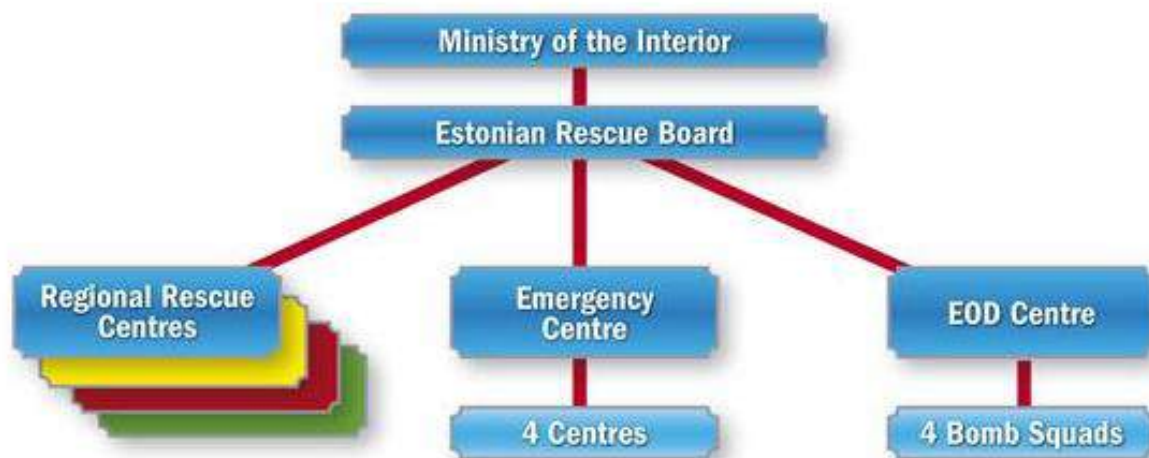 Ministry of the Interior
Estonian Rescue Board
Regional Rescue
Centres
Emergency
Centre
EOD Centre
4 Centres
4 Bomb Squads